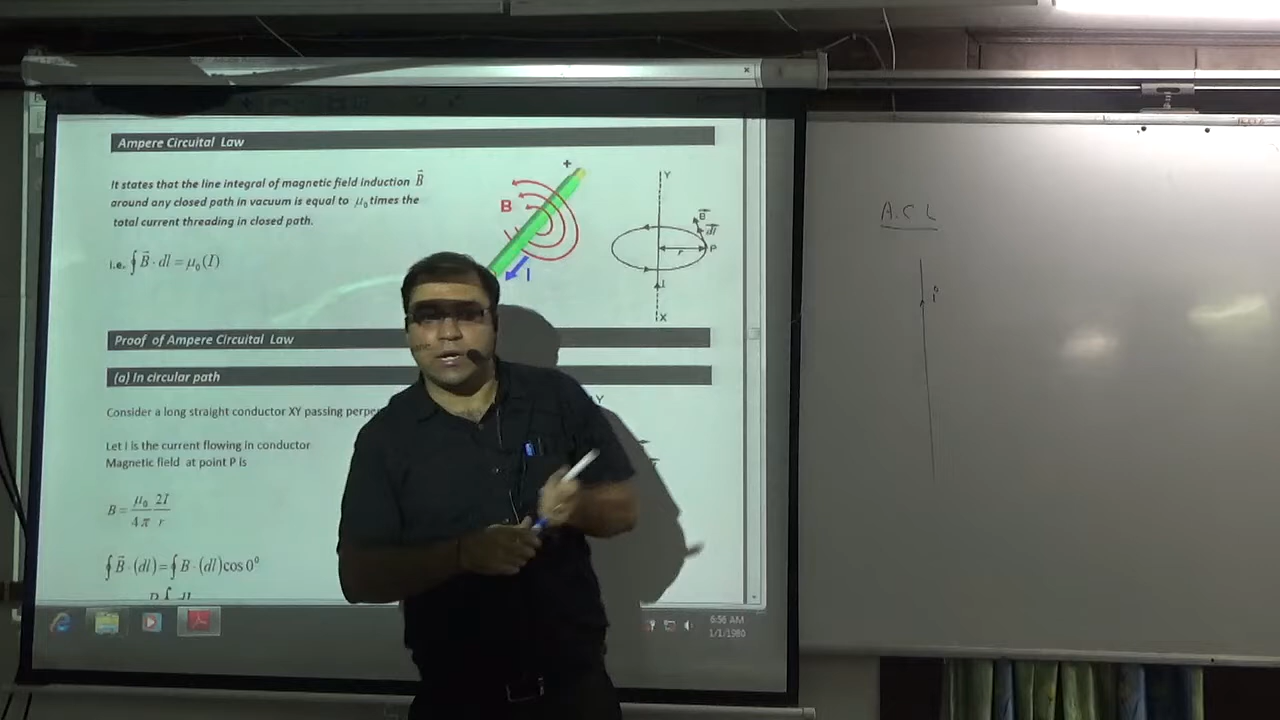 Ampere Circuital Law
It states that the line integral of magnetic field induction B⃗
around any closed path in vacuum is equal to μ₀ times the
total current threading in closed path.
i.e. ∮ B⃗ · dl = μ₀(I)
+
B
I
Y
B⃗
dl⃗
r
P
I
X
Proof of Ampere Circuital Law
(a) In circular path
Consider a long straight conductor XY passing
Y
Let I is the current flowing in conductor
Magnetic field at point P is
B = μ₀/4π 2I/r
∮ B⃗ · (dl) = ∮ B · (dl) cos 0⁰
6:56 AM
1/1/1980
A.C.L
i